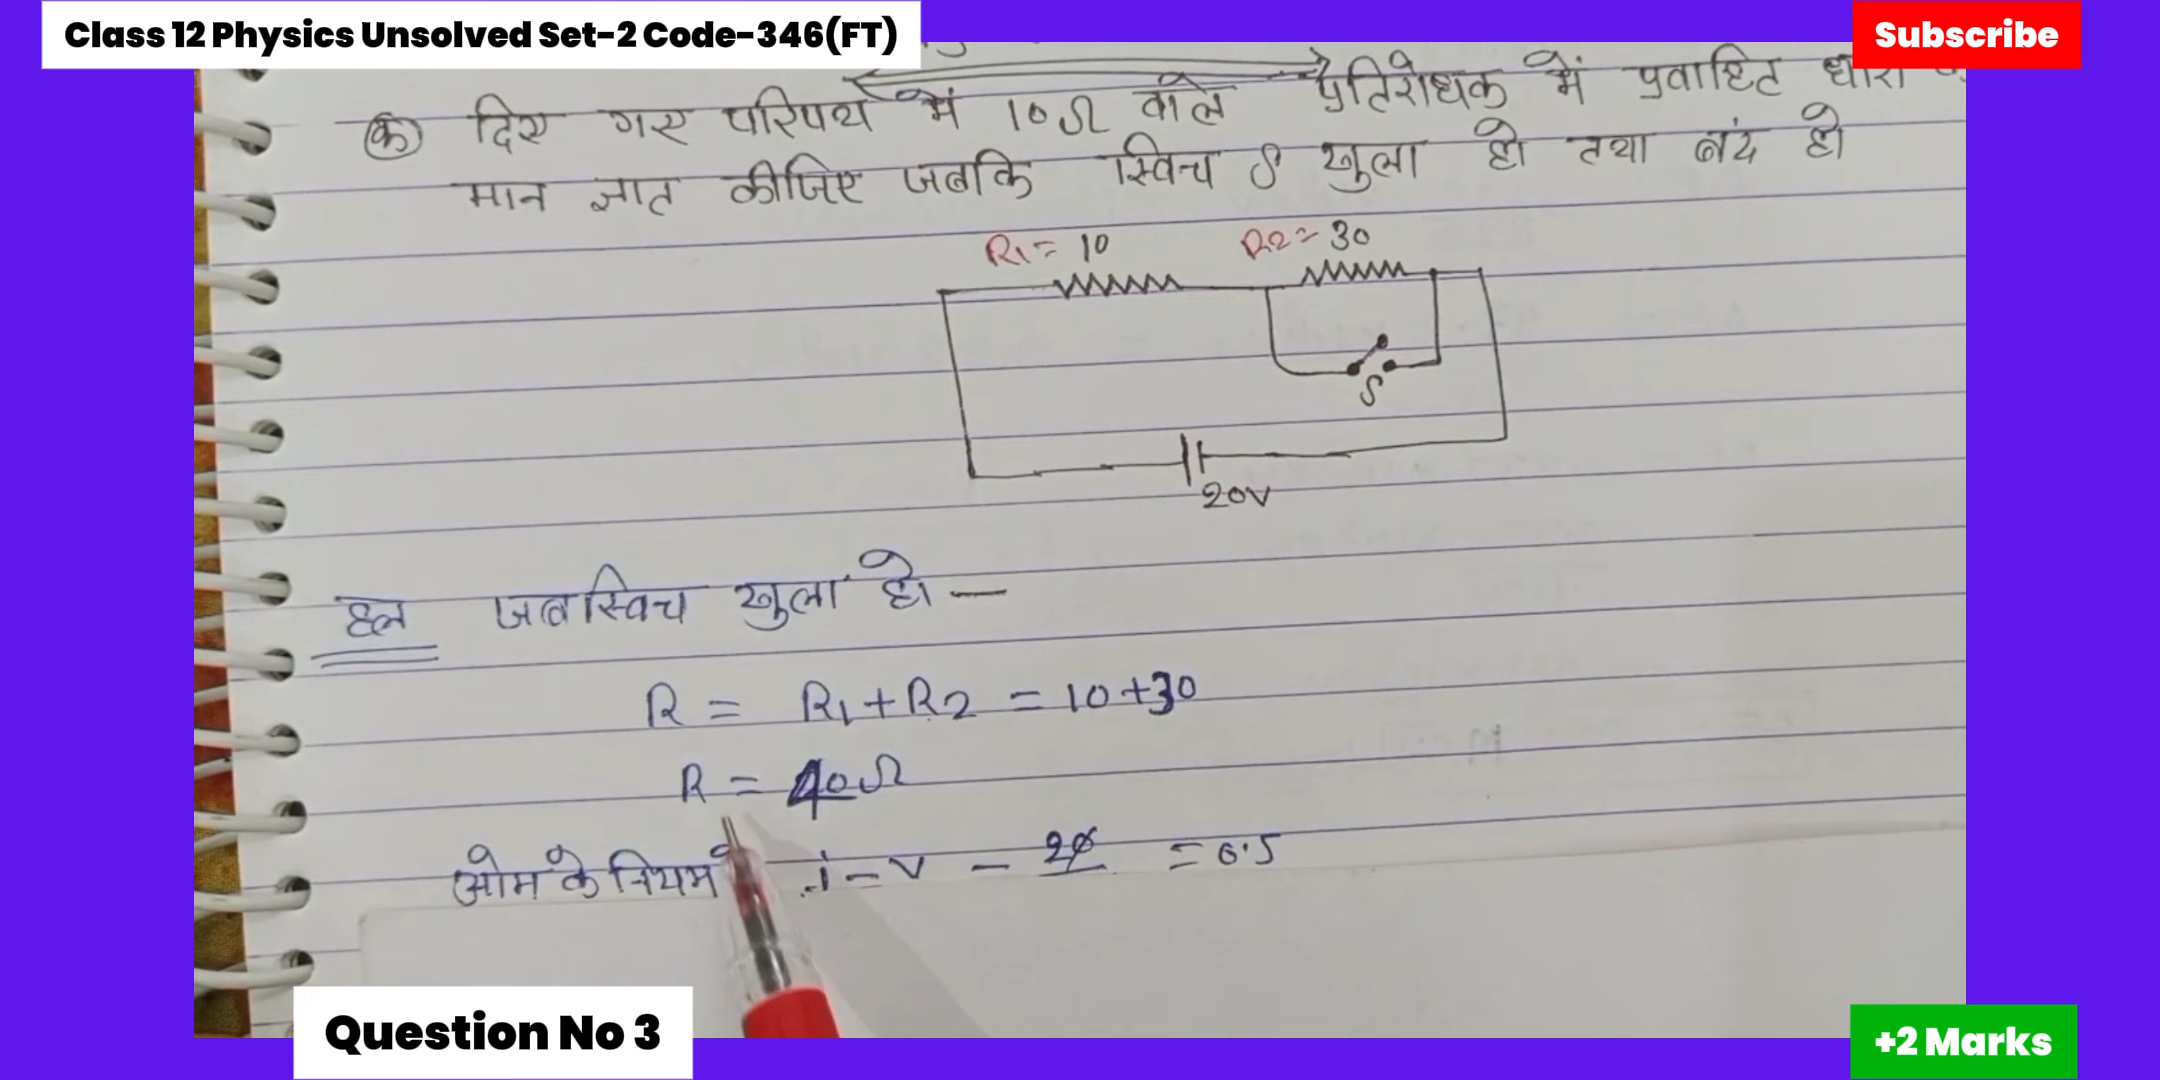 Class 12 Physics Unsolved Set-2 Code-346(FT)
Subscribe
(क) दिए गए परिपथ में 10Ω वाले प्रतिरोधक में प्रवाहित धारा
मान ज्ञात कीजिए जबकि स्विच S खुला हो तथा बंद हो
R1 = 10
R2 = 30
S
20V
हल जब स्विच खुला हो —
R = R1 + R2 = 10 + 30
R = 40Ω
ओम के नियम i = V = 20 = 0.5
Question No 3
+2 Marks